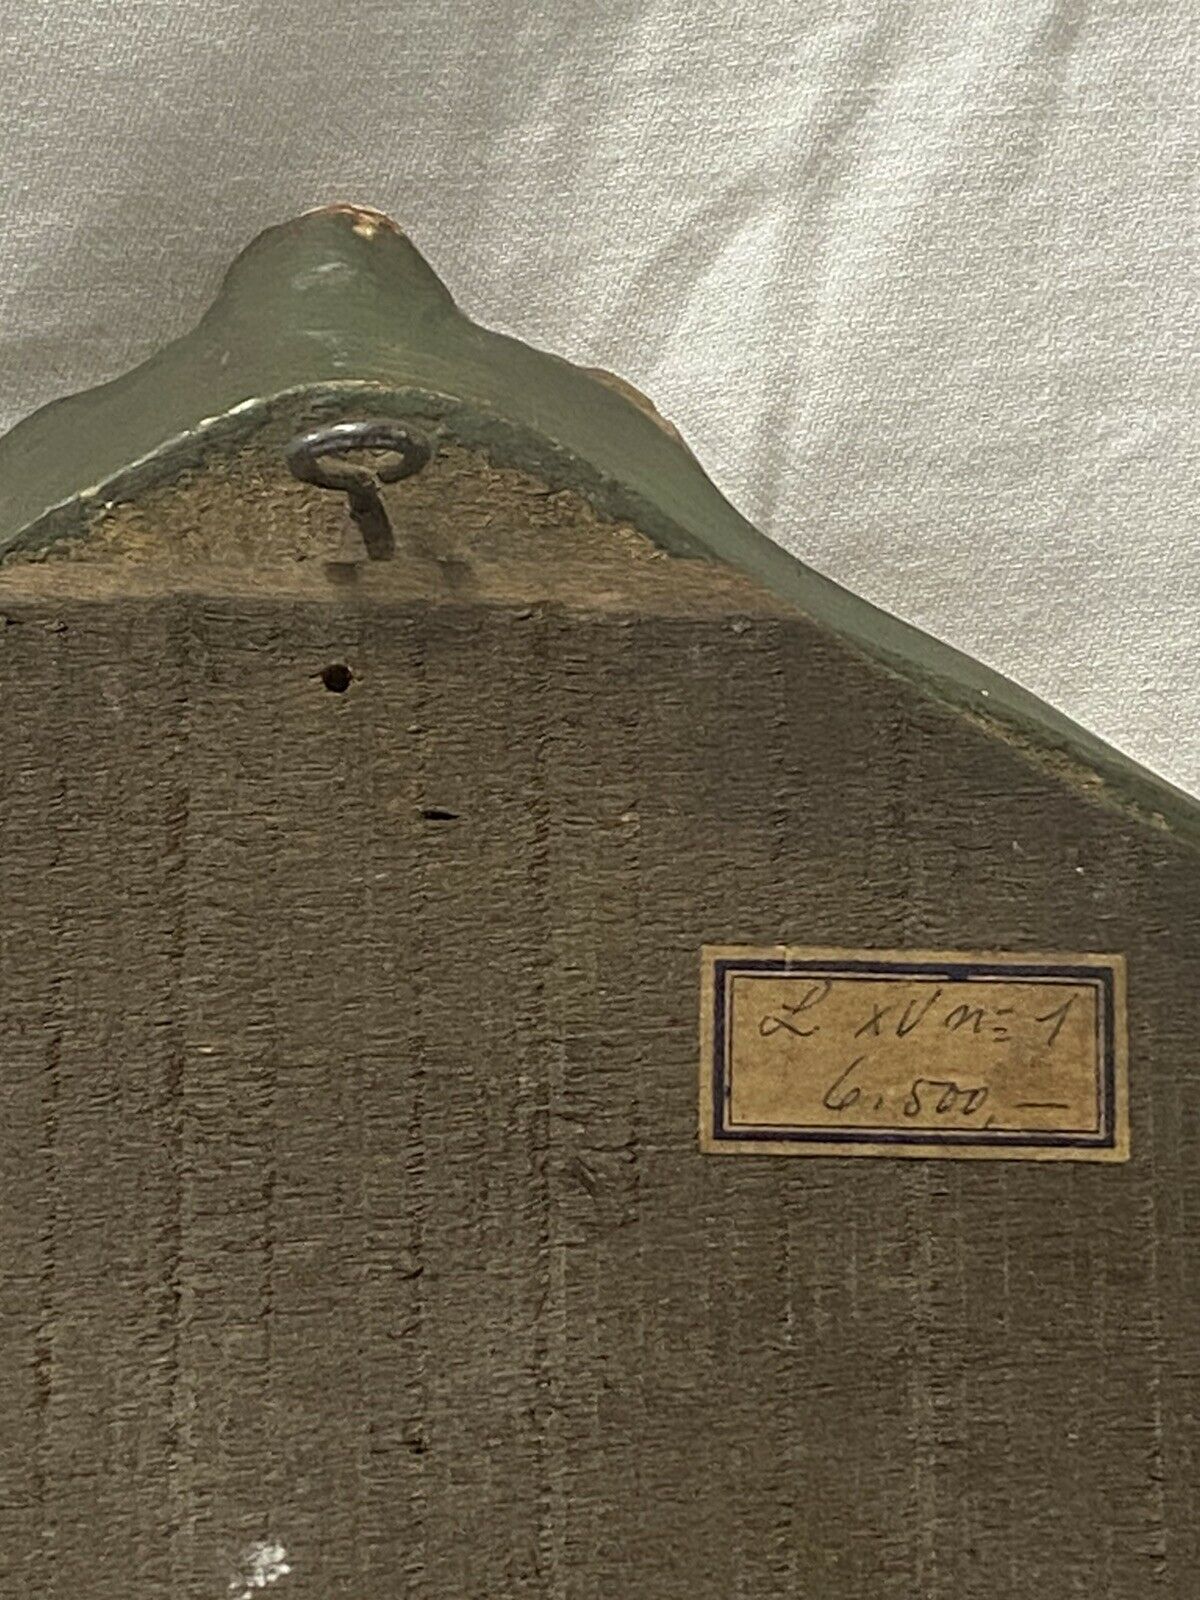 L XV n= 1
6.500,—